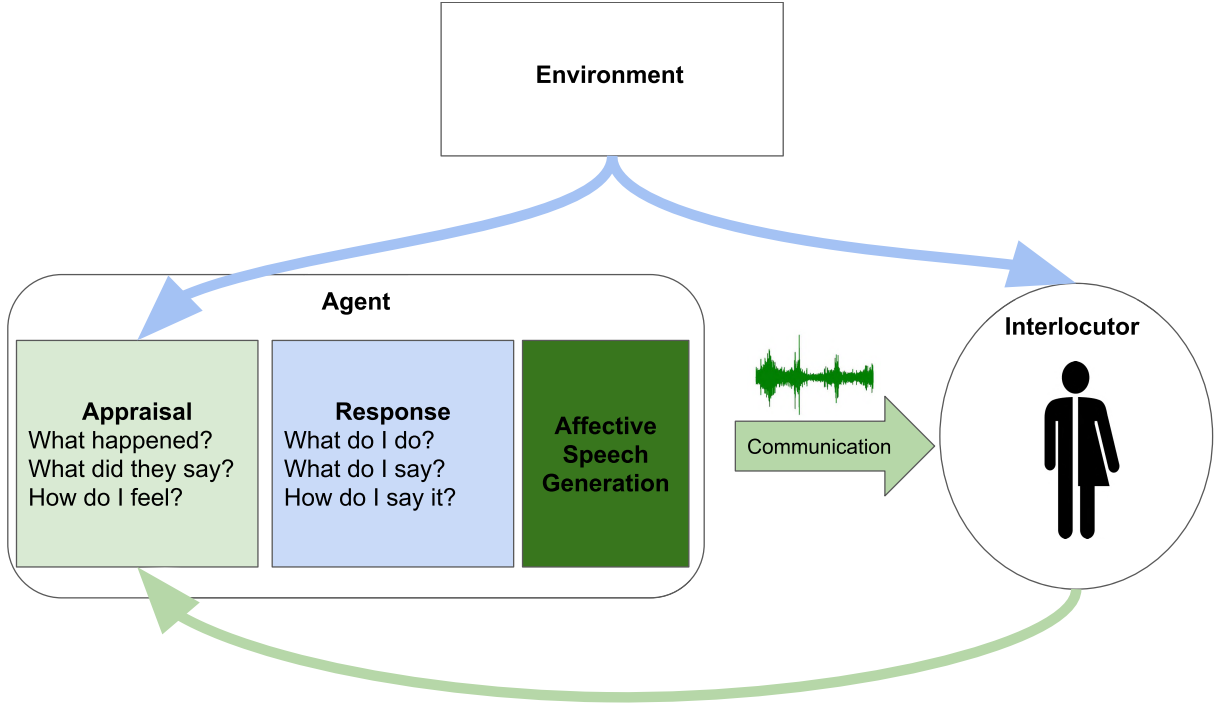 Environment
Agent
Appraisal
What happened?
What did they say?
How do I feel?
Response
What do I do?
What do I say?
How do I say it?
Affective
Speech
Generation
Communication
Interlocutor